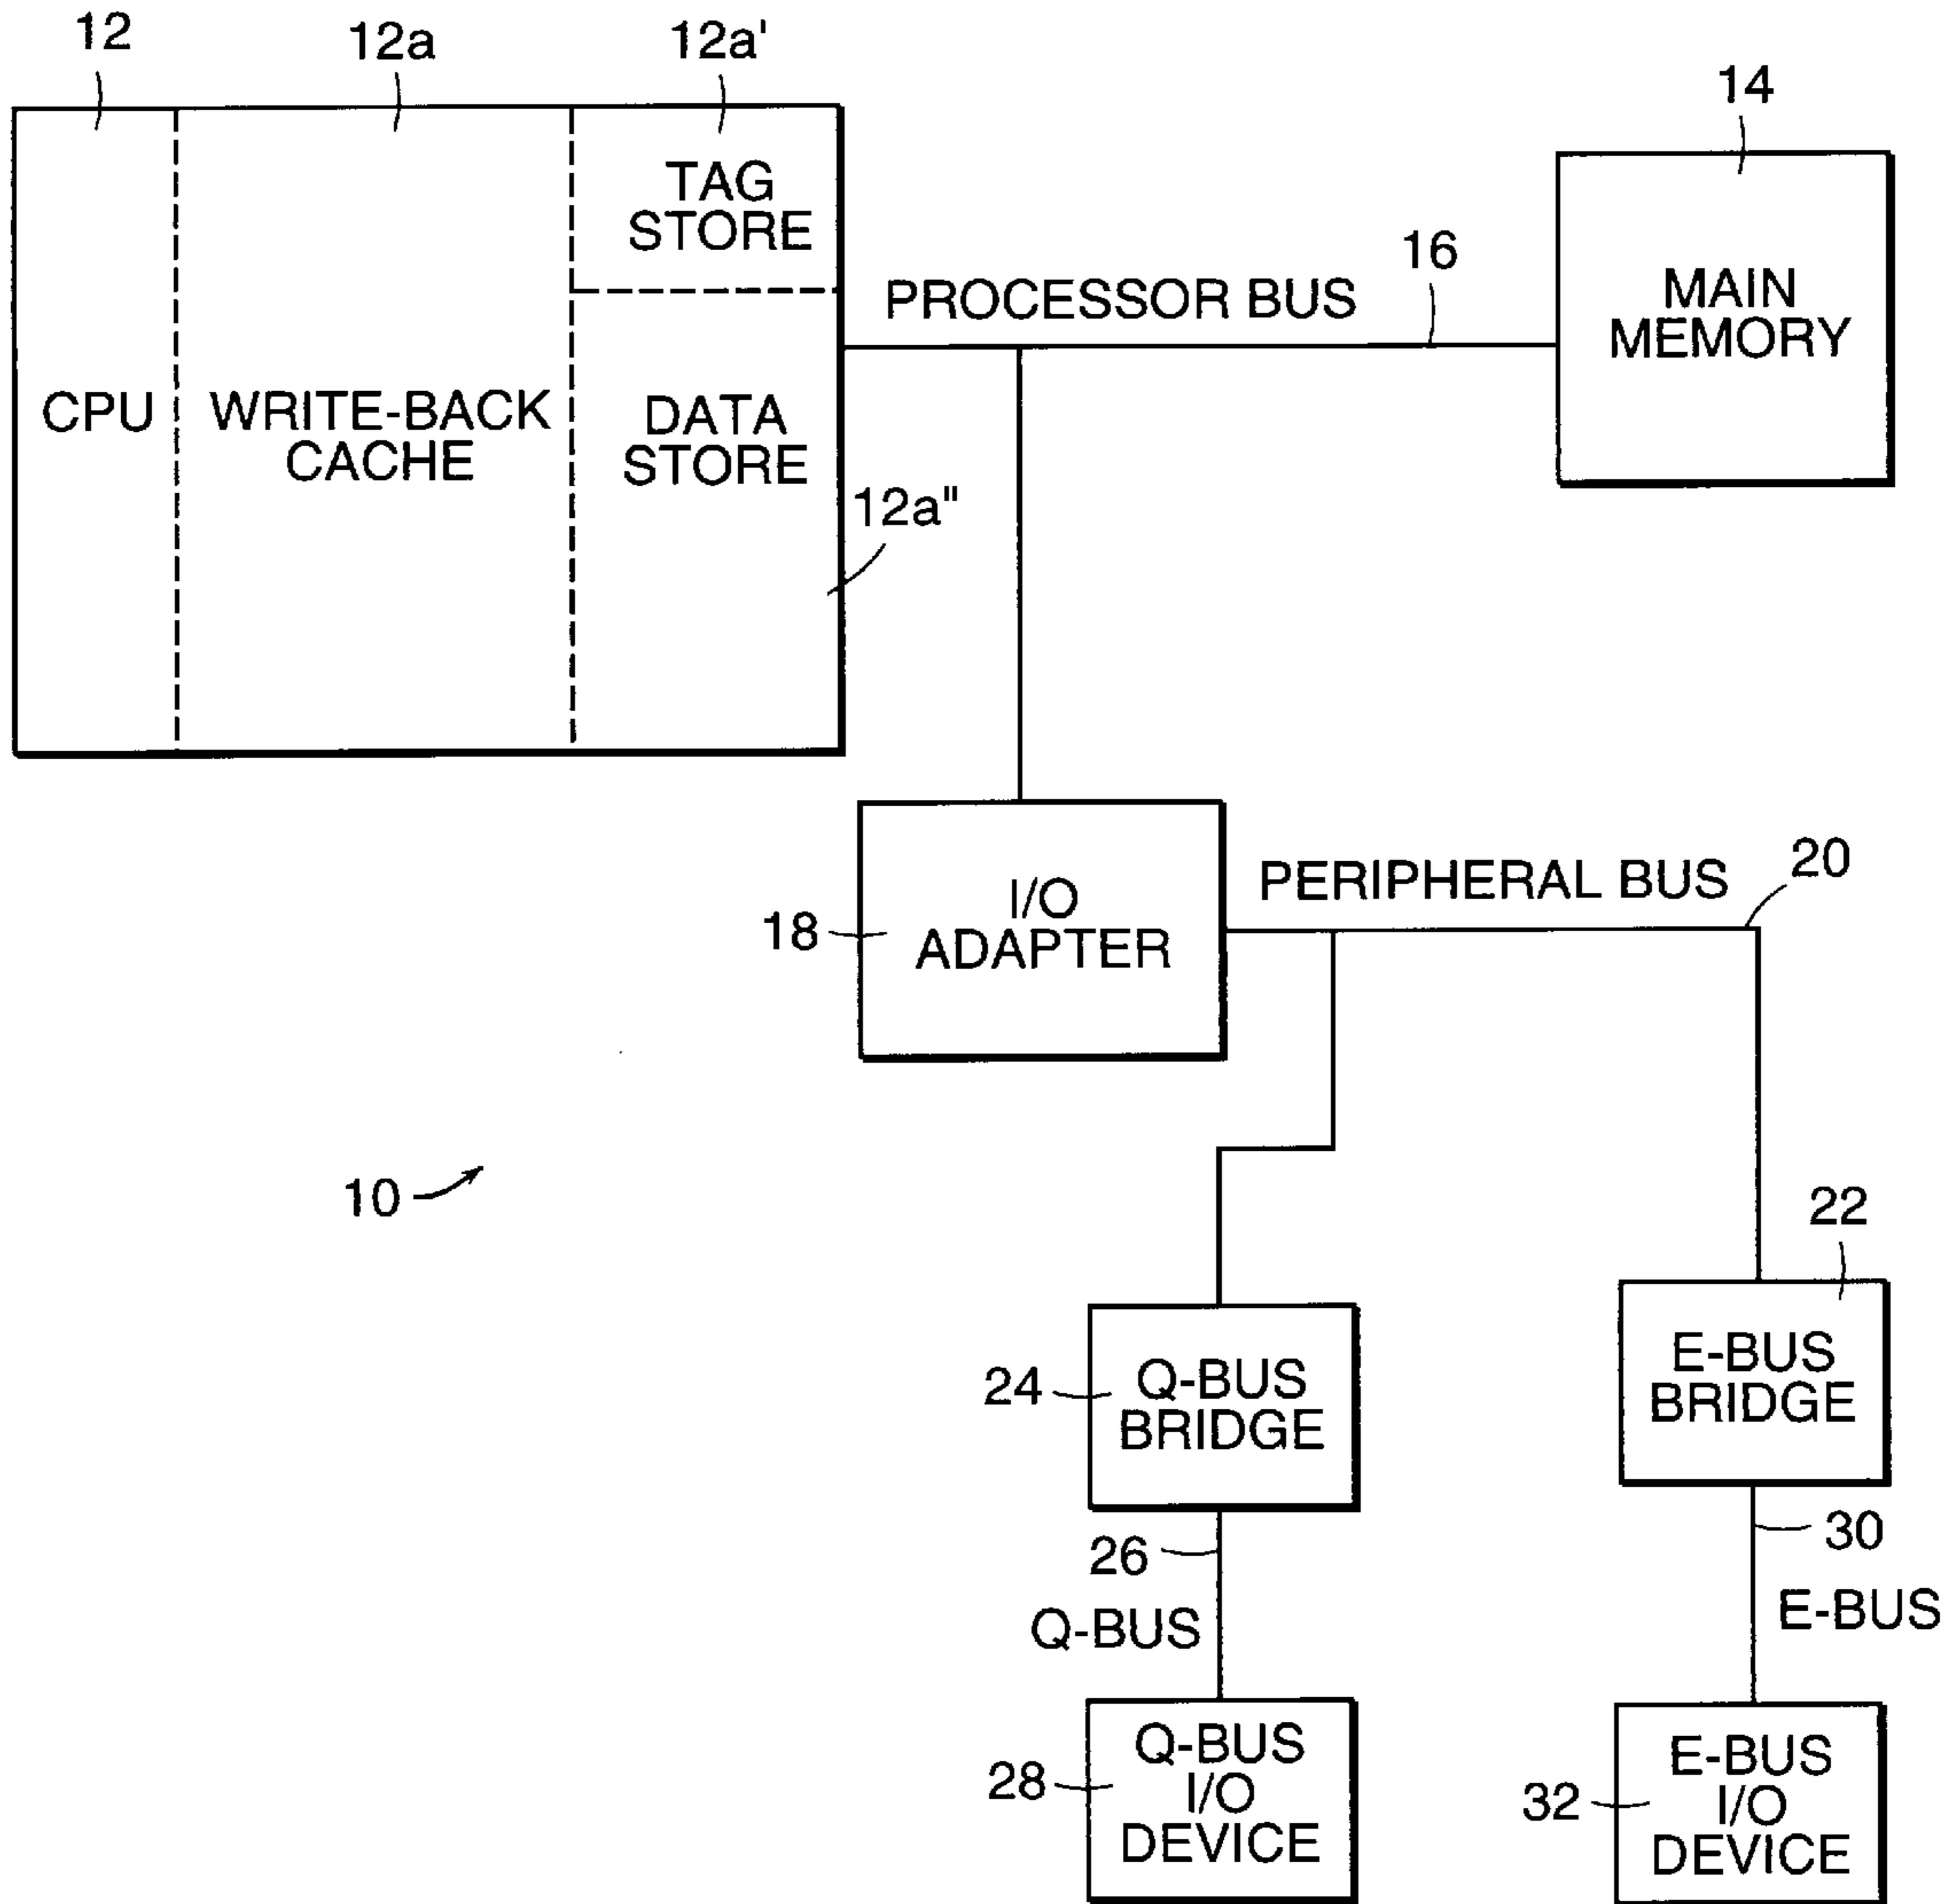 12
12a
12a'
14
TAG
STORE
16
PROCESSOR BUS
MAIN
MEMORY
CPU
WRITE-BACK
CACHE
DATA
STORE
12a"
18
I/O
ADAPTER
PERIPHERAL BUS
20
10
22
24
Q-BUS
BRIDGE
E-BUS
BRIDGE
26
30
Q-BUS
E-BUS
28
Q-BUS
I/O
DEVICE
32
E-BUS
I/O
DEVICE